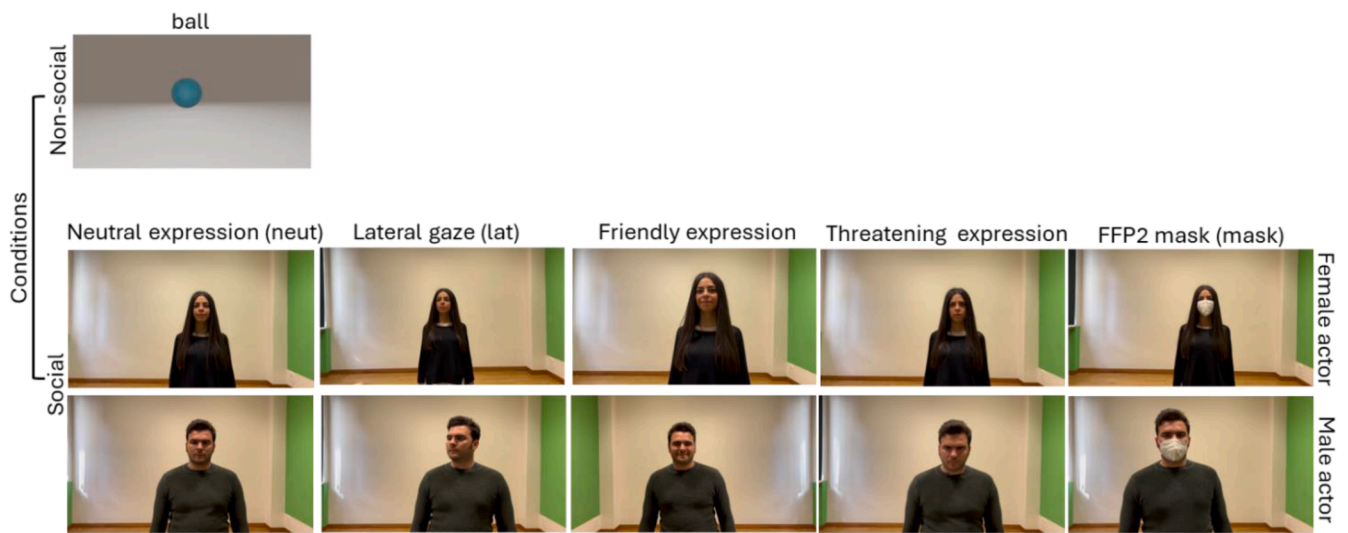 ball
Non-social
Conditions
Neutral expression (neut)
Lateral gaze (lat)
Friendly expression
Threatening expression
FFP2 mask (mask)
Female actor
Social
Male actor